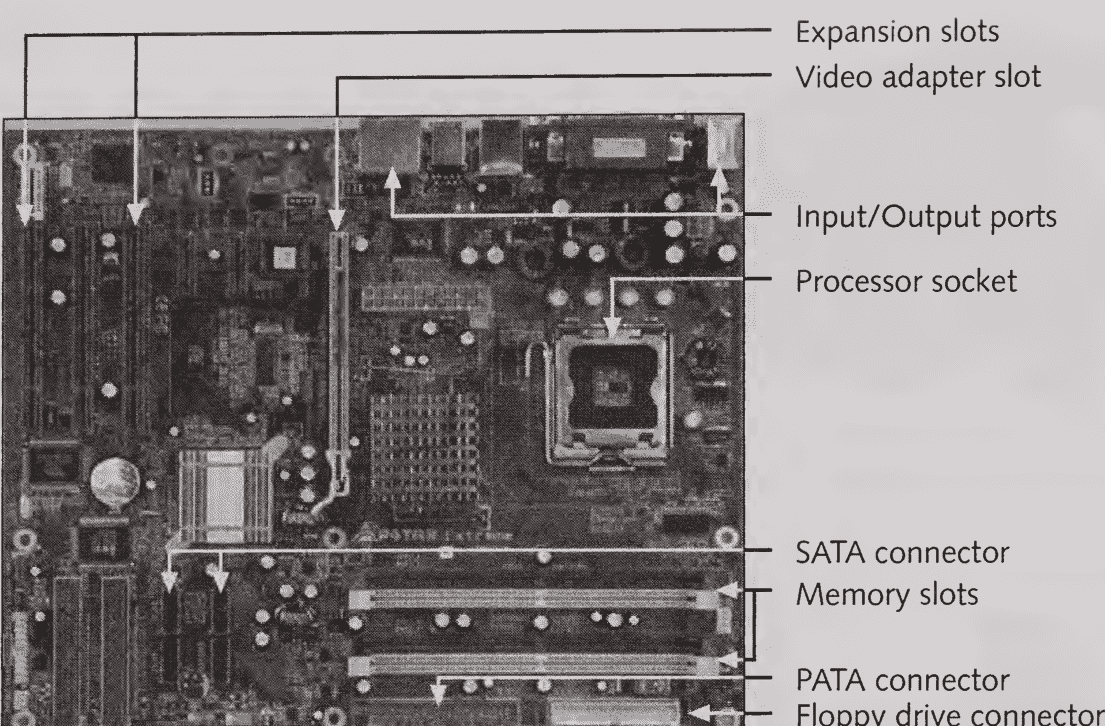 Expansion slots
Video adapter slot
Input/Output ports
Processor socket
SATA connector
Memory slots
PATA connector
Floppy drive connector